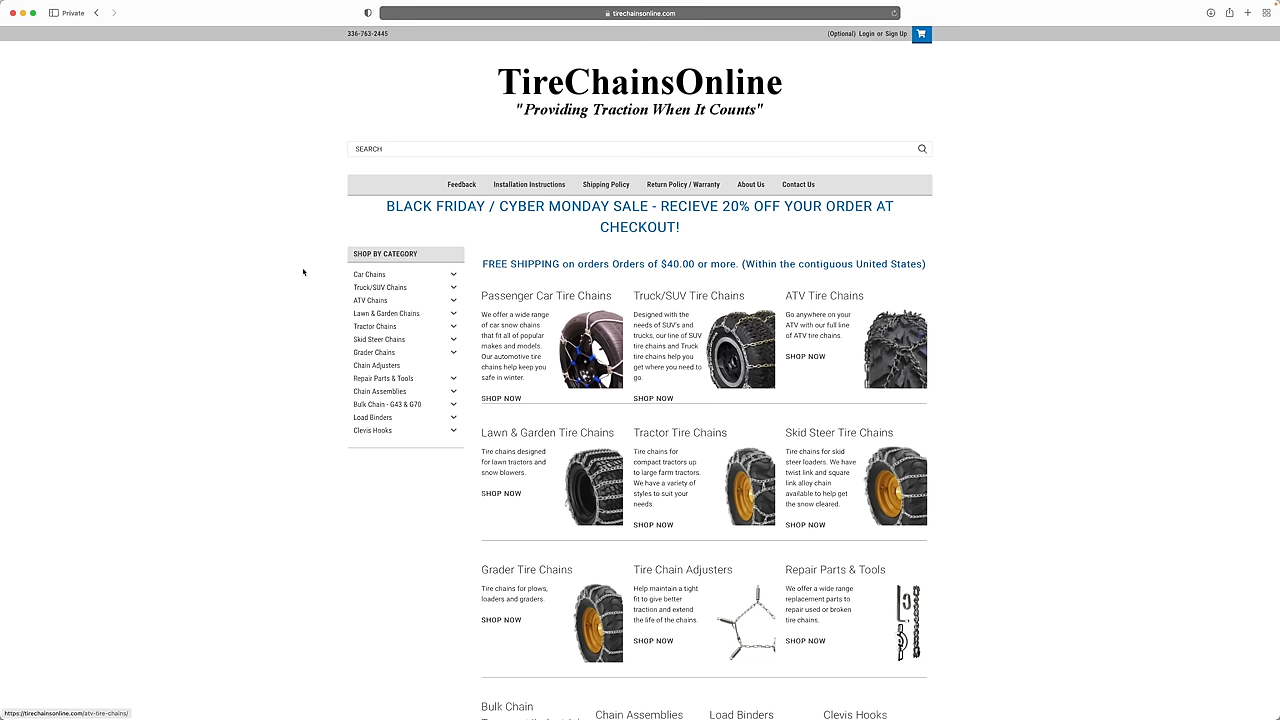 Private
tirechainsonline.com
336-763-2445
(Optional) Login or Sign Up
TireChainsOnline
"Providing Traction When It Counts"
SEARCH
Feedback Installation Instructions Shipping Policy Return Policy / Warranty About Us Contact Us
BLACK FRIDAY / CYBER MONDAY SALE - RECIEVE 20% OFF YOUR ORDER AT
CHECKOUT!
SHOP BY CATEGORY
Car Chains
Truck/SUV Chains
ATV Chains
Lawn & Garden Chains
Tractor Chains
Skid Steer Chains
Grader Chains
Chain Adjusters
Repair Parts & Tools
Chain Assemblies
Bulk Chain - G43 & G70
Load Binders
Clevis Hooks
FREE SHIPPING on orders Orders of $40.00 or more. (Within the contiguous United States)
Passenger Car Tire Chains
We offer a wide range
of car snow chains
that fit all of popular
makes and models.
Our automotive tire
chains help keep you
safe in winter.
SHOP NOW
Truck/SUV Tire Chains
Designed with the
needs of SUV's and
trucks, our line of SUV
tire chains and Truck
tire chains help you
get where you need to
go.
SHOP NOW
ATV Tire Chains
Go anywhere on your
ATV with our full line
of ATV tire chains.
SHOP NOW
Lawn & Garden Tire Chains
Tire chains designed
for lawn tractors and
snow blowers.
SHOP NOW
Tractor Tire Chains
Tire chains for
compact tractors up
to large farm tractors.
We have a variety of
styles to suit your
needs.
SHOP NOW
Skid Steer Tire Chains
Tire chains for skid
steer loaders. We have
twist link and square
link alloy chain
available to help get
the snow cleared.
SHOP NOW
Grader Tire Chains
Tire chains for plows,
loaders and graders.
SHOP NOW
Tire Chain Adjusters
Help maintain a tight
fit to give better
traction and extend
the life of the chains.
SHOP NOW
Repair Parts & Tools
We offer a wide range
replacement parts to
repair used or broken
tire chains.
SHOP NOW
Bulk Chain
Chain Assemblies
Load Binders
Clevis Hooks
https://tirechainsonline.com/atv-tire-chains/